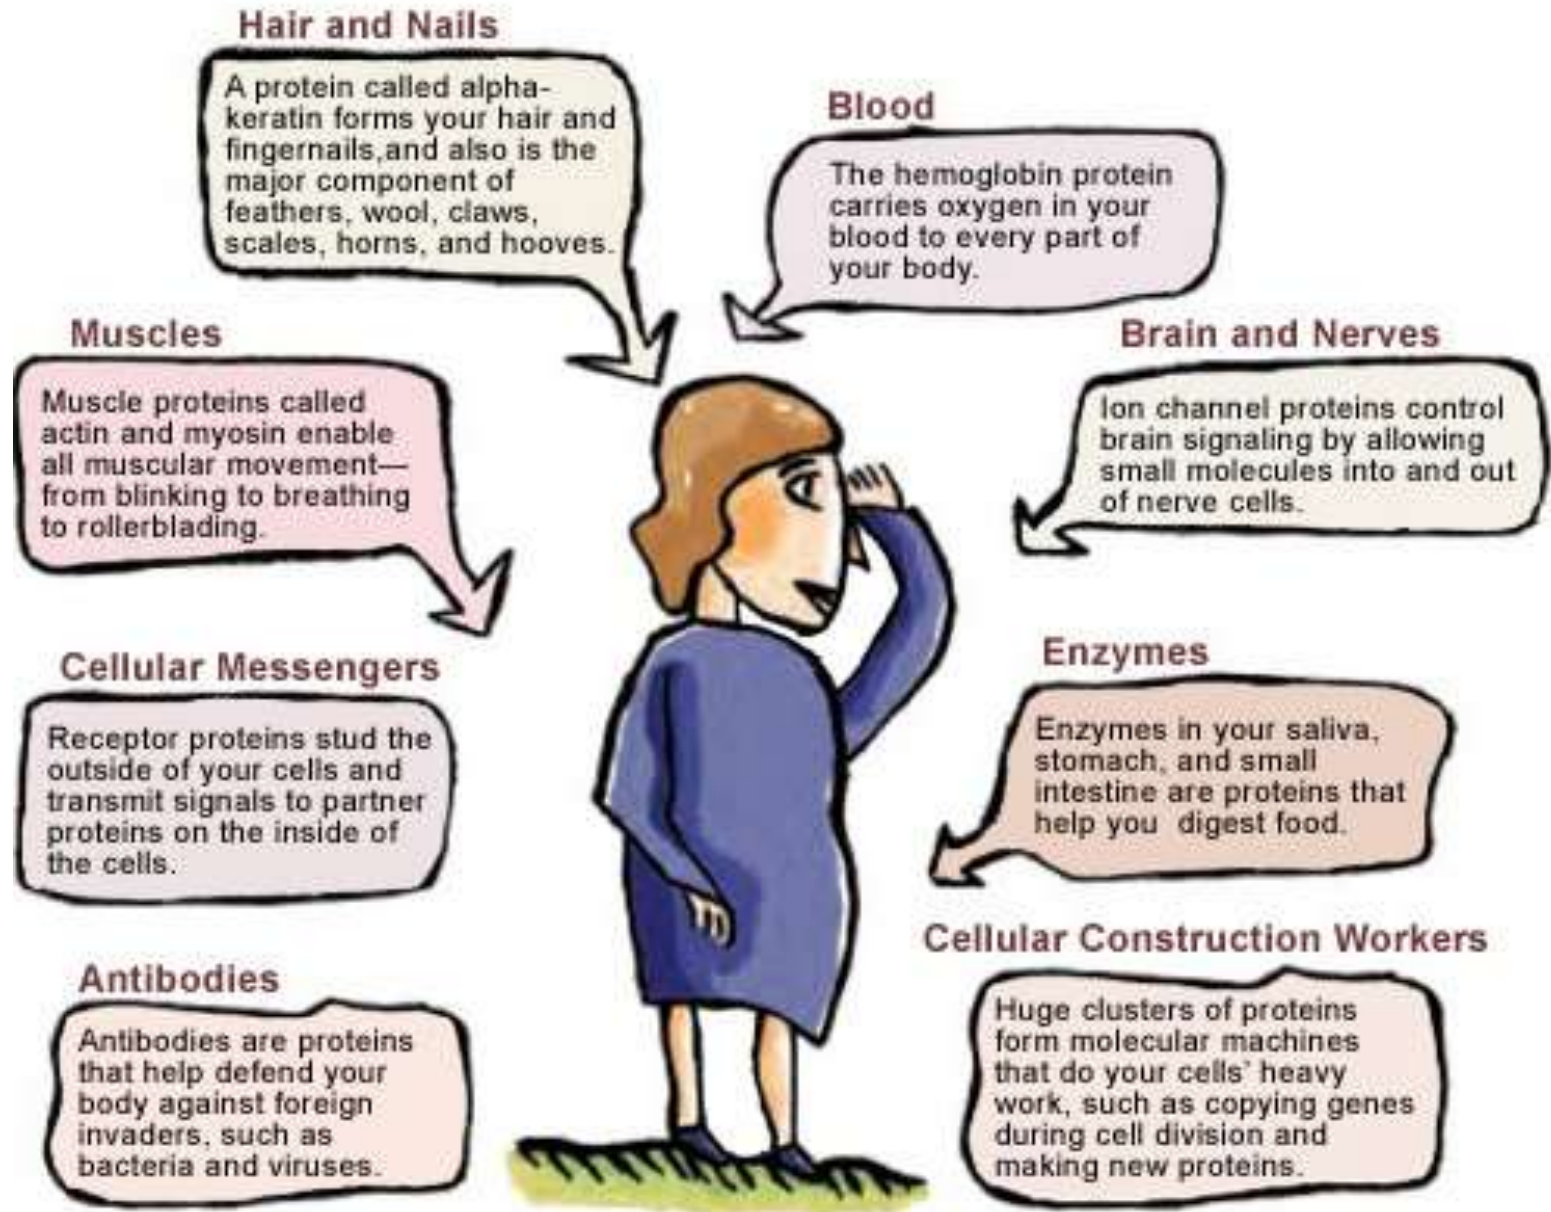 Hair and Nails
A protein called alpha-
keratin forms your hair and
fingernails,and also is the
major component of
feathers, wool, claws,
scales, horns, and hooves.
Blood
The hemoglobin protein
carries oxygen in your
blood to every part of
your body.
Muscles
Muscle proteins called
actin and myosin enable
all muscular movement—
from blinking to breathing
to rollerblading.
Brain and Nerves
Ion channel proteins control
brain signaling by allowing
small molecules into and out
of nerve cells.
Cellular Messengers
Receptor proteins stud the
outside of your cells and
transmit signals to partner
proteins on the inside of
the cells.
Enzymes
Enzymes in your saliva,
stomach, and small
intestine are proteins that
help you digest food.
Antibodies
Antibodies are proteins
that help defend your
body against foreign
invaders, such as
bacteria and viruses.
Cellular Construction Workers
Huge clusters of proteins
form molecular machines
that do your cells' heavy
work, such as copying genes
during cell division and
making new proteins.